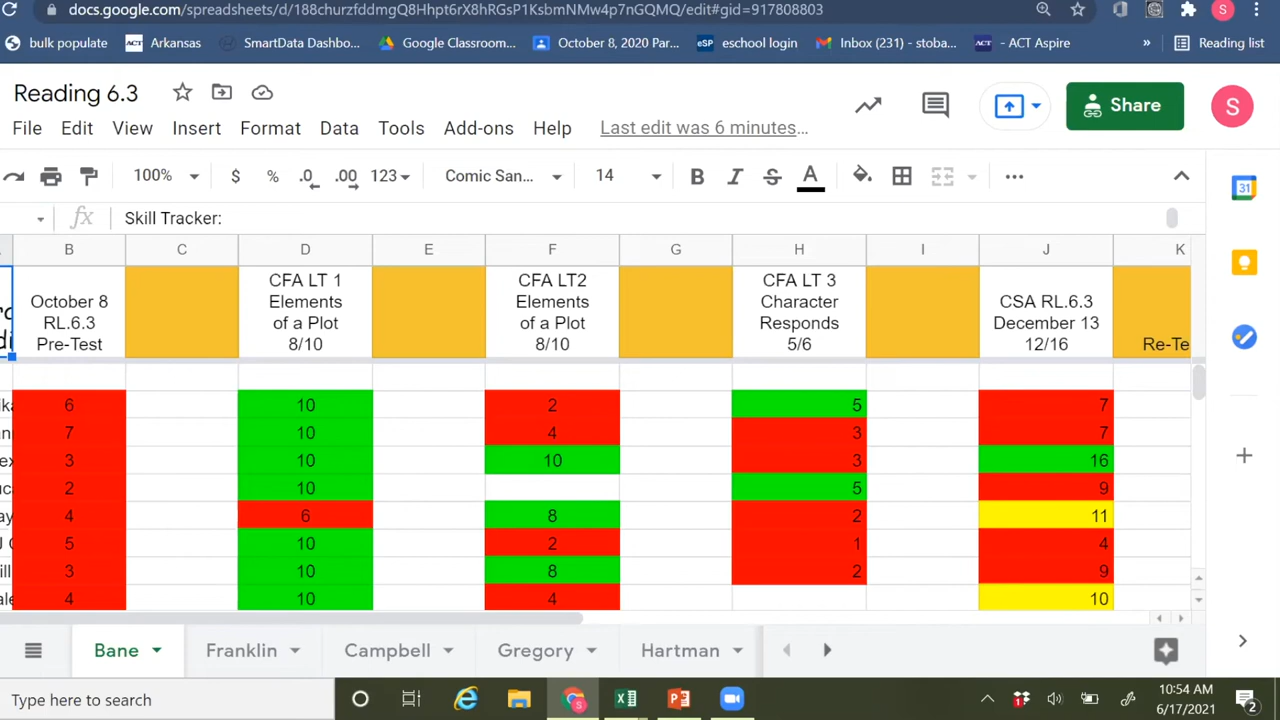 docs.google.com/spreadsheets/d/188churzfddmgQ8Hhpt6rX8hRGsP1KsbmNMw4p7nGQMQ/edit#gid=917808803
bulk populate ACT Arkansas SmartData Dashbo... Google Classroom... October 8, 2020 Par... eSP eschool login Inbox (231) - stoba... ACT - ACT Aspire » Reading list
Reading 6.3
Share S
File Edit View Insert Format Data Tools Add-ons Help Last edit was 6 minutes...
100% $ % .0 .00 123 Comic San... 14 B I S A
fx Skill Tracker:
B C D E F G H I J K
October 8
RL.6.3
Pre-Test
CFA LT 1
Elements
of a Plot
8/10
CFA LT2
Elements
of a Plot
8/10
CFA LT 3
Character
Responds
5/6
CSA RL.6.3
December 13
12/16
Re-Te
6 10 2 5 7
7 10 4 3 7
3 10 10 3 16
2 10 5 9
4 6 8 2 11
5 10 2 1 4
3 10 8 2 9
4 10 4 10
Bane Franklin Campbell Gregory Hartman
Type here to search
10:54 AM
6/17/2021